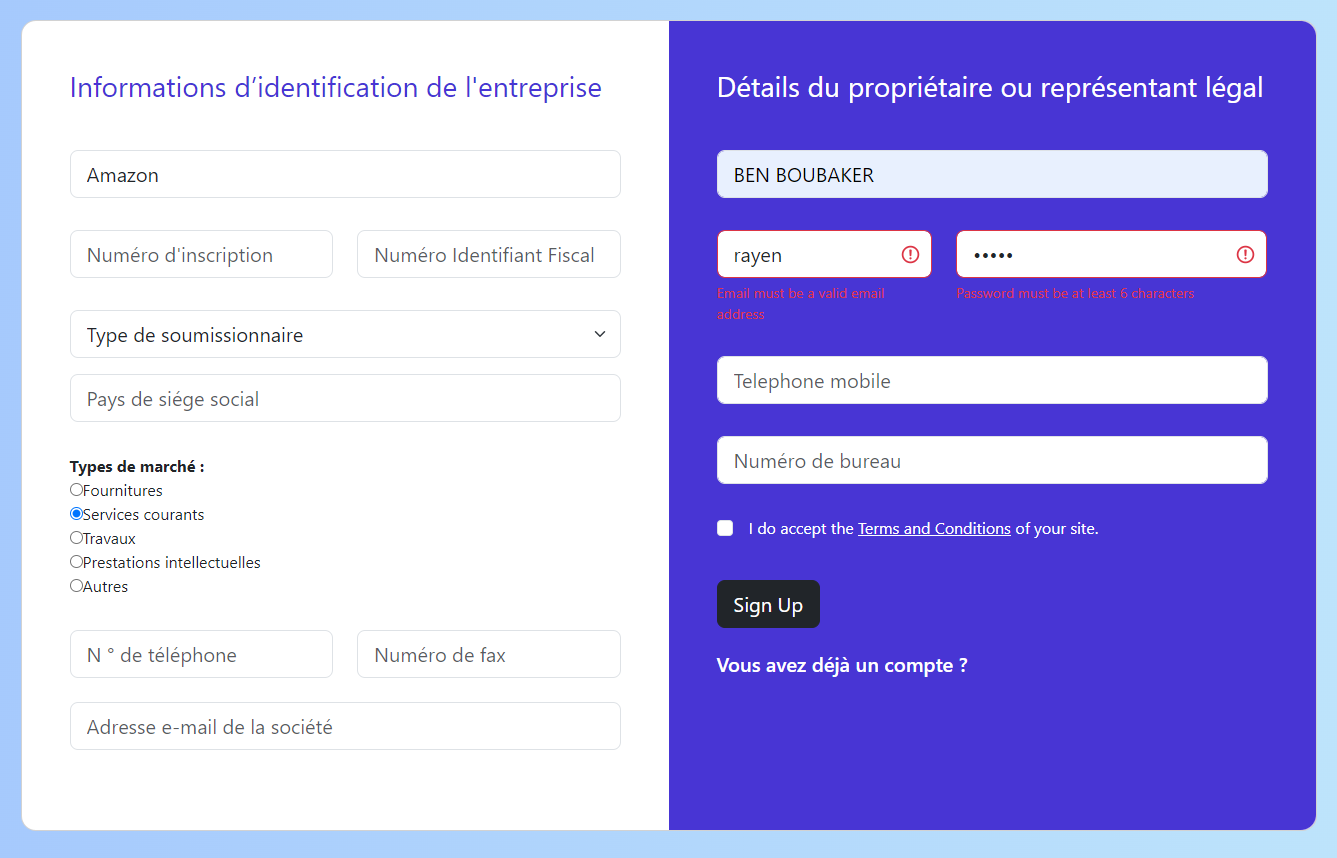 Informations d’identification de l'entreprise
Amazon
Numéro d'inscription
Numéro Identifiant Fiscal
Type de soumissionnaire
Pays de siége social
Types de marché :
Fournitures
Services courants
Travaux
Prestations intellectuelles
Autres
N ° de téléphone
Numéro de fax
Adresse e-mail de la société
Détails du propriétaire ou représentant légal
BEN BOUBAKER
rayen
•••••
Email must be a valid email
address
Password must be at least 6 characters
Telephone mobile
Numéro de bureau
I do accept the Terms and Conditions of your site.
Sign Up
Vous avez déjà un compte ?